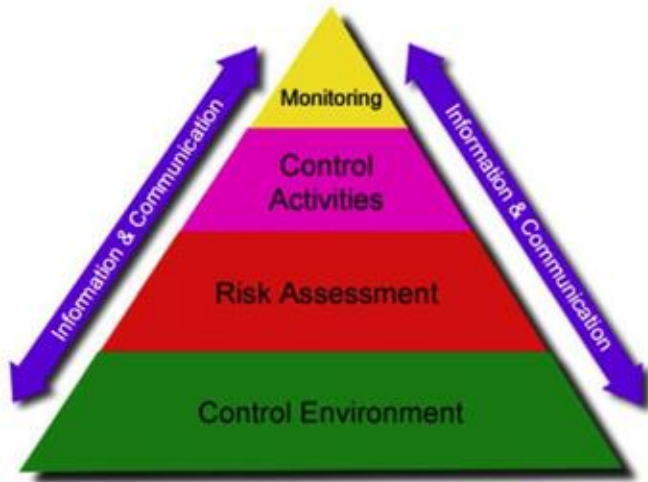 Monitoring
Control
Activities
Risk Assessment
Control Environment
Information & Communication
Information & Communication